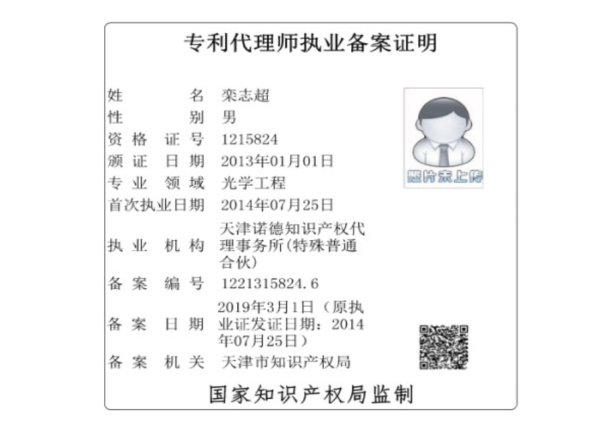 专利代理师执业备案证明
姓 名 栾志超
性 别 男
资 格 证 号 1215824
颁 证 日 期 2013年01月01日
专 业 领 域 光学工程
首次执业日期 2014年07月25日
执 业 机 构 天津诺德知识产权代
理事务所(特殊普通
合伙)
备 案 编 号 1221315824.6
备 案 日 期 2019年3月1日（原执
业证发证日期：2014
年07月25日）
备 案 机 关 天津市知识产权局
照片未上传
国家知识产权局监制